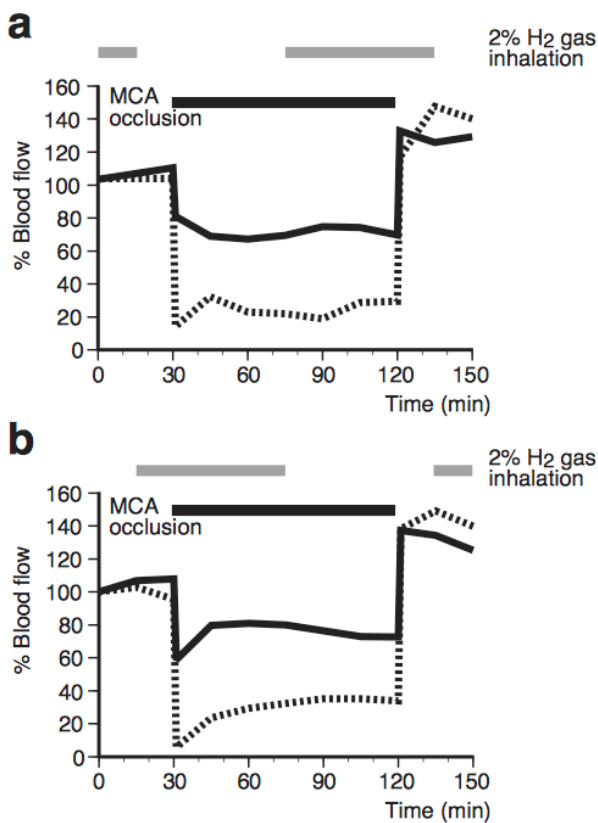 a
2% H2 gas
inhalation
MCA
occlusion
% Blood flow
160
140
120
100
80
60
40
20
0
0 30 60 90 120 150
Time (min)
b
2% H2 gas
inhalation
MCA
occlusion
% Blood flow
160
140
120
100
80
60
40
20
0
0 30 60 90 120 150
Time (min)